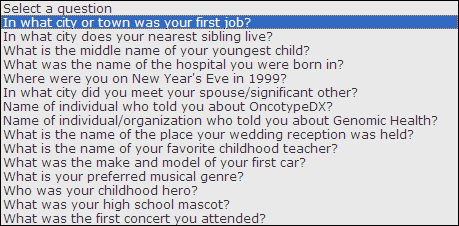 Select a question
In what city or town was your first job?
In what city does your nearest sibling live?
What is the middle name of your youngest child?
What was the name of the hospital you were born in?
Where were you on New Year's Eve in 1999?
In what city did you meet your spouse/significant other?
Name of individual who told you about OncotypeDX?
Name of individual/organization who told you about Genomic Health?
What is the name of the place your wedding reception was held?
What is the name of your favorite childhood teacher?
What was the make and model of your first car?
What is your preferred musical genre?
Who was your childhood hero?
What was your high school mascot?
What was the first concert you attended?